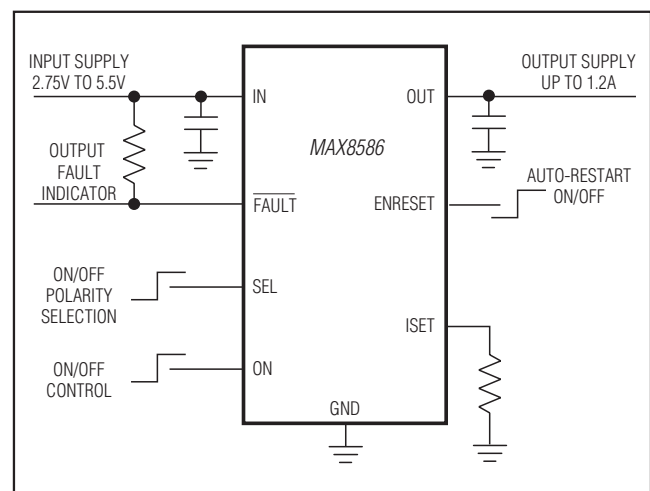 INPUT SUPPLY
2.75V TO 5.5V
IN
OUT
OUTPUT SUPPLY
UP TO 1.2A
MAX8586
OUTPUT
FAULT
INDICATOR
FAULT
ENRESET
AUTO-RESTART
ON/OFF
ON/OFF
POLARITY
SELECTION
SEL
ISET
ON/OFF
CONTROL
ON
GND